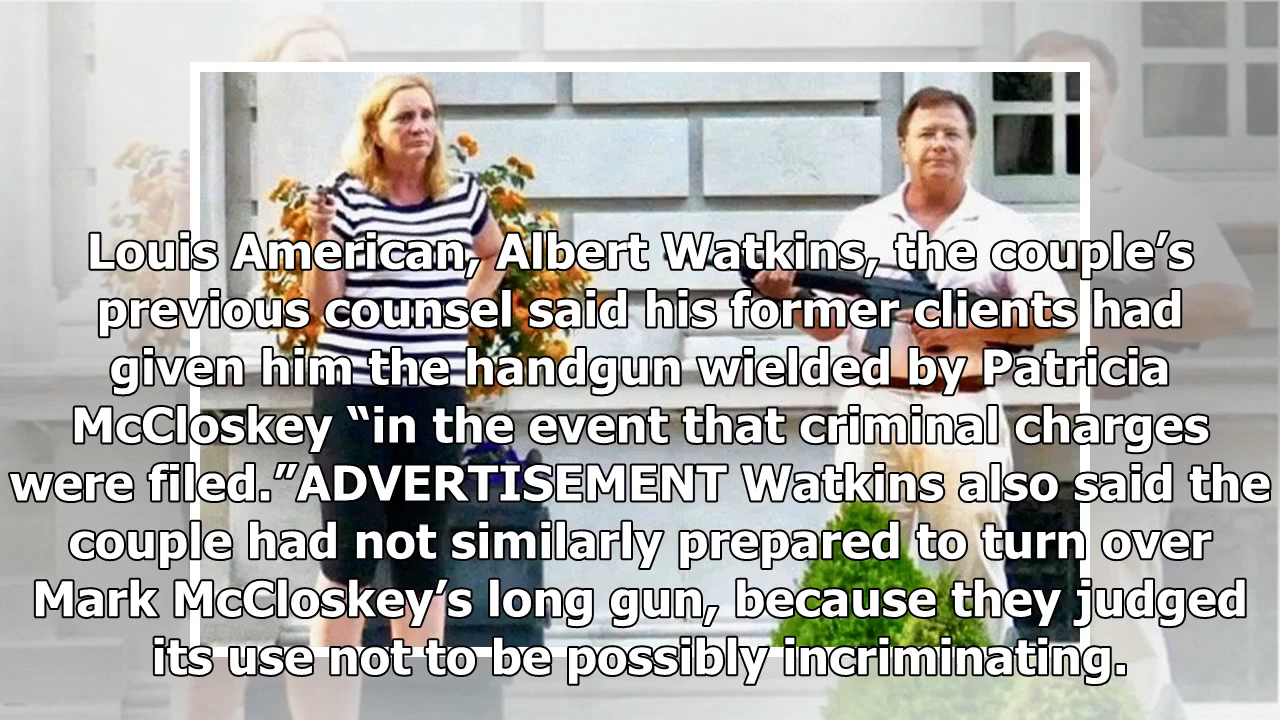 Louis American, Albert Watkins, the couple’s
previous counsel said his former clients had
given him the handgun wielded by Patricia
McCloskey “in the event that criminal charges
were filed.”ADVERTISEMENT Watkins also said the
couple had not similarly prepared to turn over
Mark McCloskey’s long gun, because they judged
its use not to be possibly incriminating.